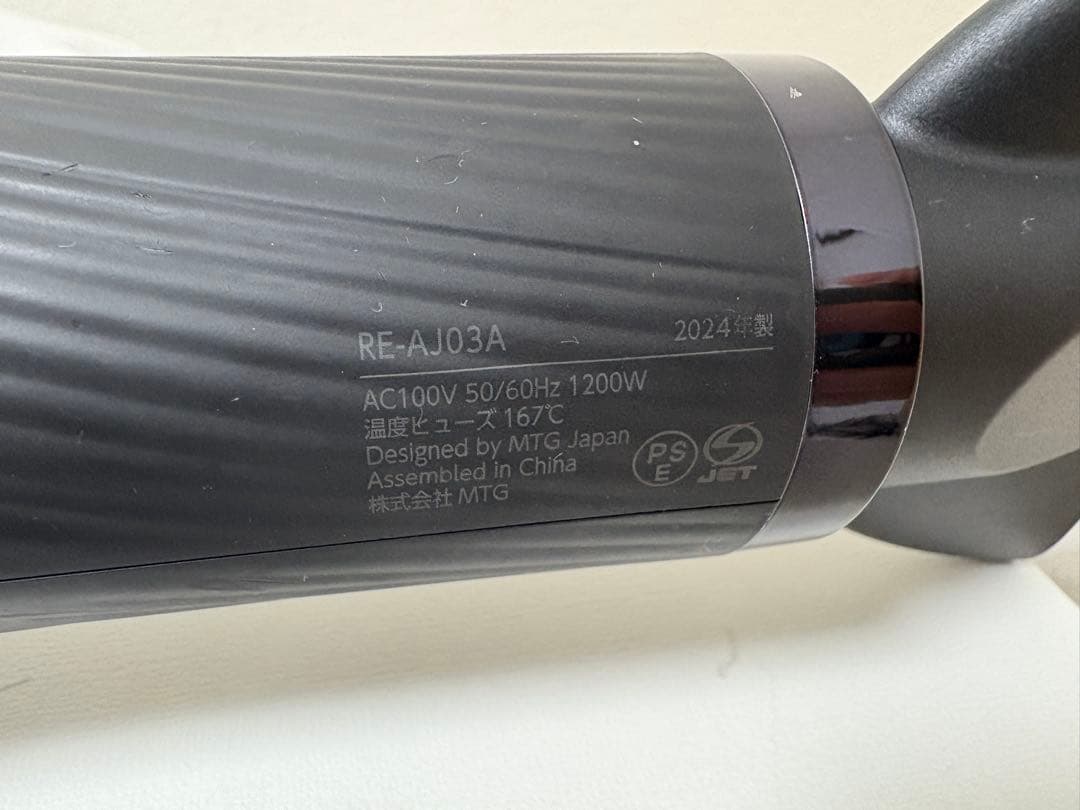 RE-AJ03A 2024年製
AC100V 50/60Hz 1200W
温度ヒューズ 167℃
Designed by MTG Japan
Assembled in China
株式会社 MTG
PS
E
JET